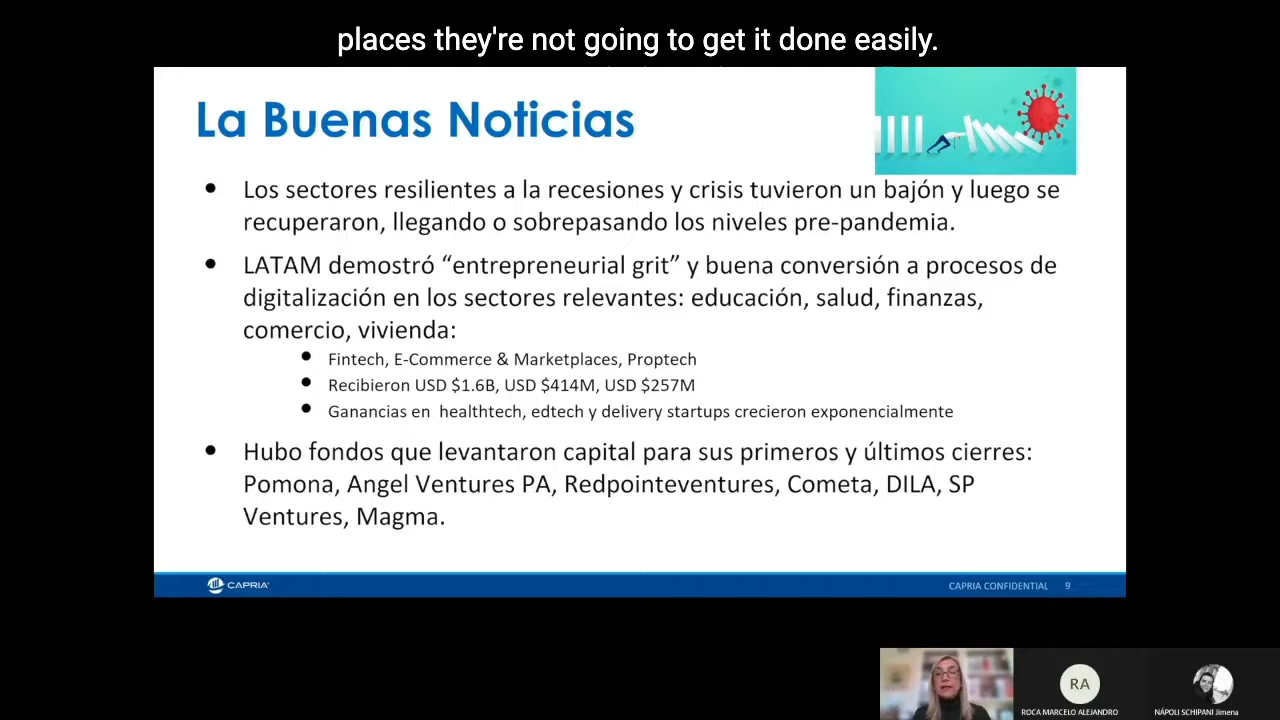 places they're not going to get it done easily.
La Buenas Noticias
• Los sectores resilientes a la recesiones y crisis tuvieron un bajón y luego se
recuperaron, llegando o sobrepasando los niveles pre-pandemia.
• LATAM demostró “entrepreneurial grit” y buena conversión a procesos de
digitalización en los sectores relevantes: educación, salud, finanzas,
comercio, vivienda:
• Fintech, E-Commerce & Marketplaces, Proptech
• Recibieron USD $1.6B, USD $414M, USD $257M
• Ganancias en healthtech, edtech y delivery startups crecieron exponencialmente
• Hubo fondos que levantaron capital para sus primeros y últimos cierres:
Pomona, Angel Ventures PA, Redpointeventures, Cometa, DILA, SP
Ventures, Magma.
CAPRIA
CAPRIA CONFIDENTIAL 9
RA
ROCA MARCELO ALEJANDRO
NÁPOLI SCHIPANI Jimena